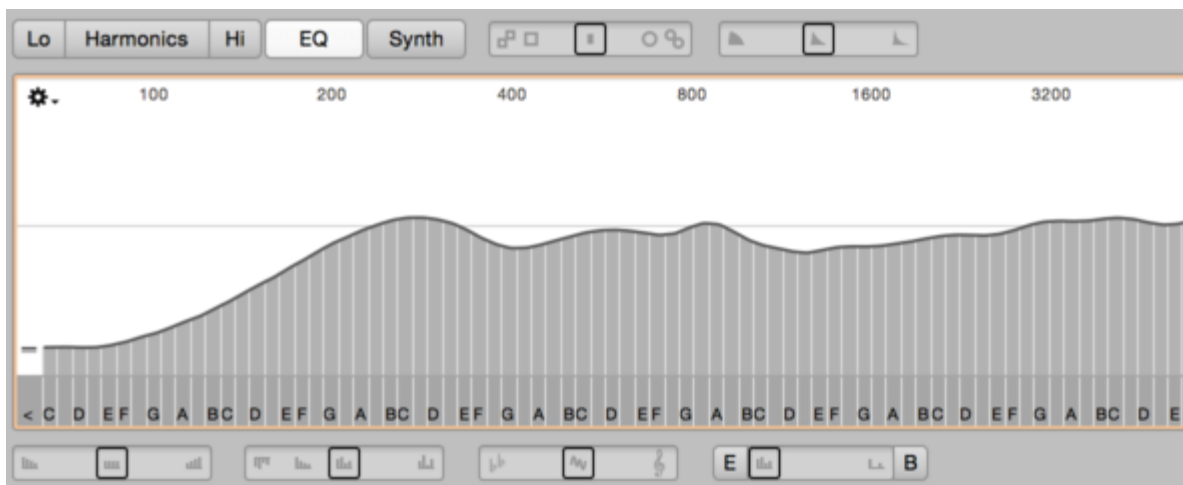 Lo Harmonics Hi EQ Synth
100 200 400 800 1600 3200
< C D E F G A B C D E F G A B C D E F G A B C D E F G A B C D E F G A B C D E F G A B C D E
E B